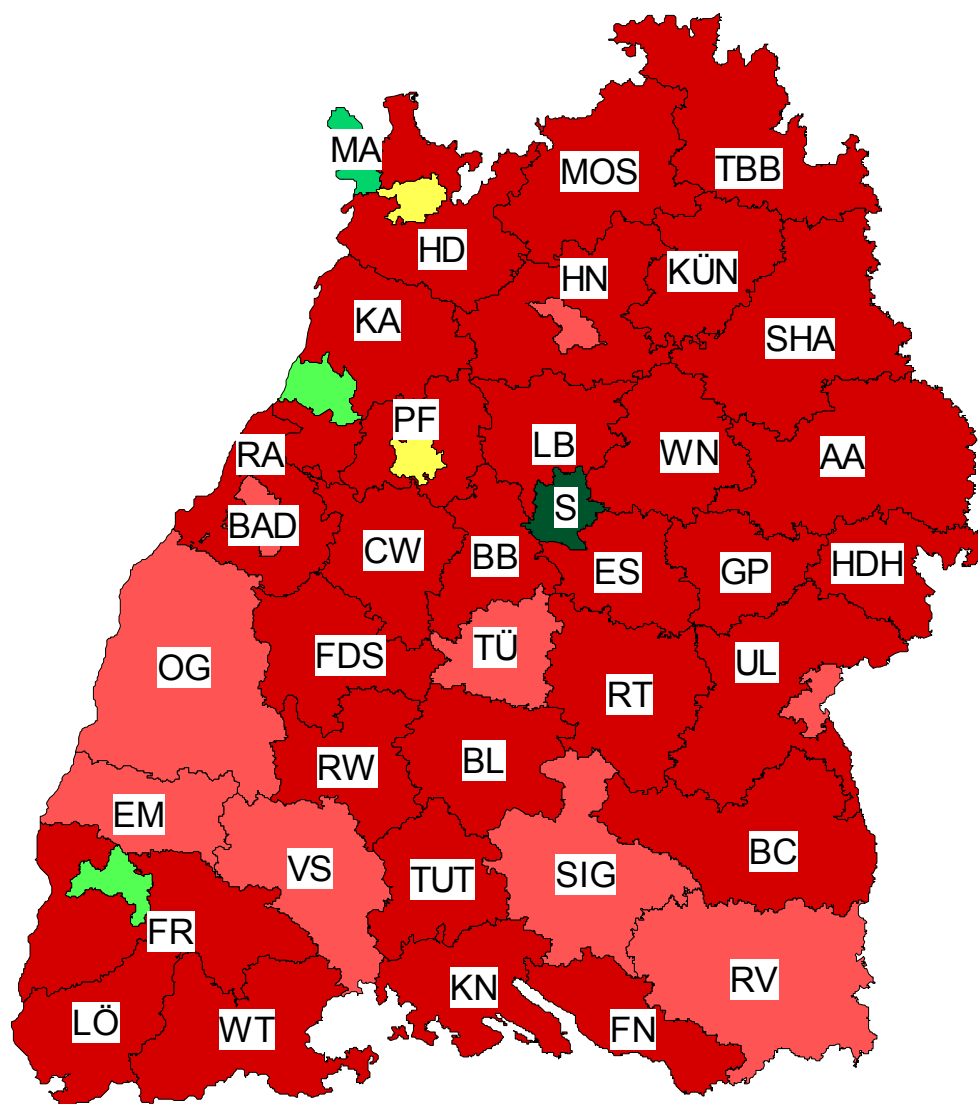 MA
MOS
TBB
HD
HN
KÜN
KA
SHA
PF
LB
WN
AA
RA
S
BAD
CW
BB
ES
GP
HDH
OG
FDS
TÜ
RT
UL
RW
BL
EM
VS
TUT
SIG
BC
FR
KN
RV
LÖ
WT
FN